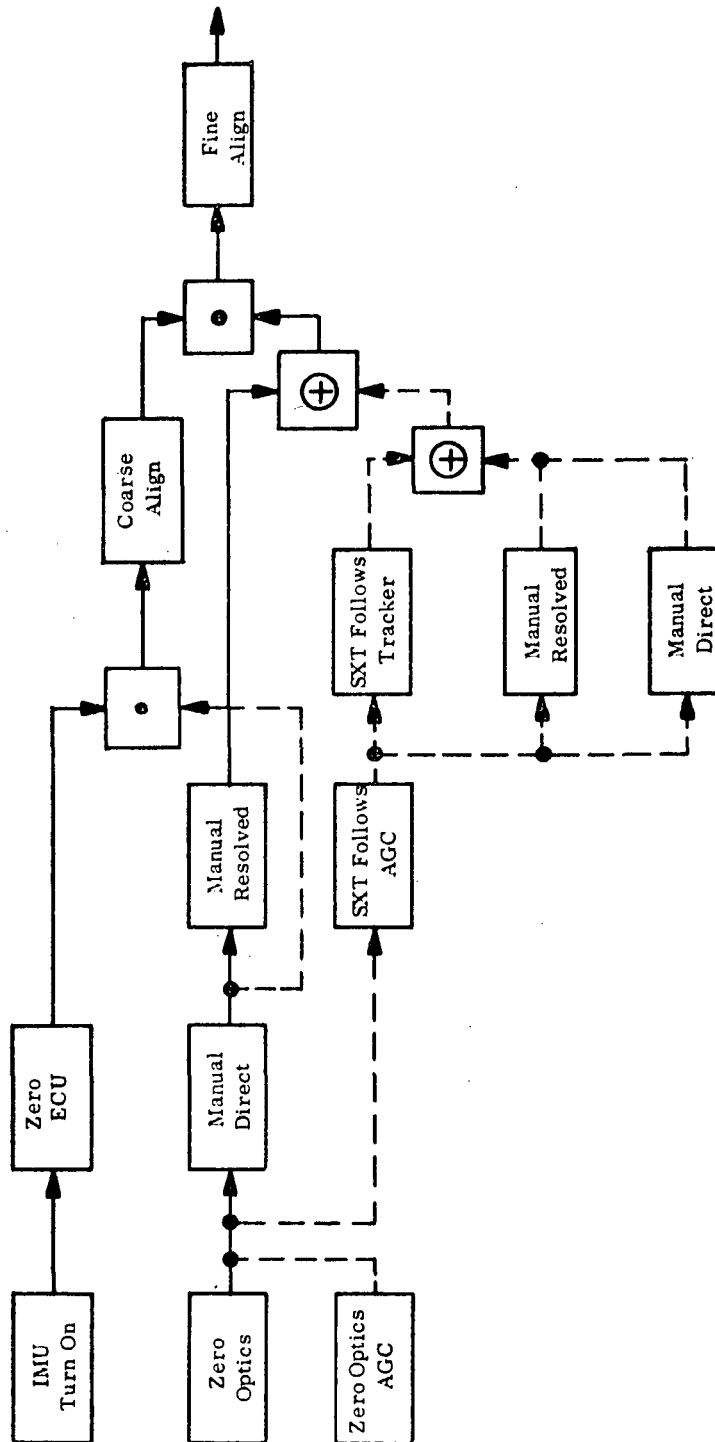 IMU
Turn On
Zero
ECU
Coarse
Align
Fine
Align
Zero
Optics
Manual
Direct
Manual
Resolved
Zero Optics
AGC
SXT Follows
AGC
SXT Follows
Tracker
Manual
Resolved
Manual
Direct